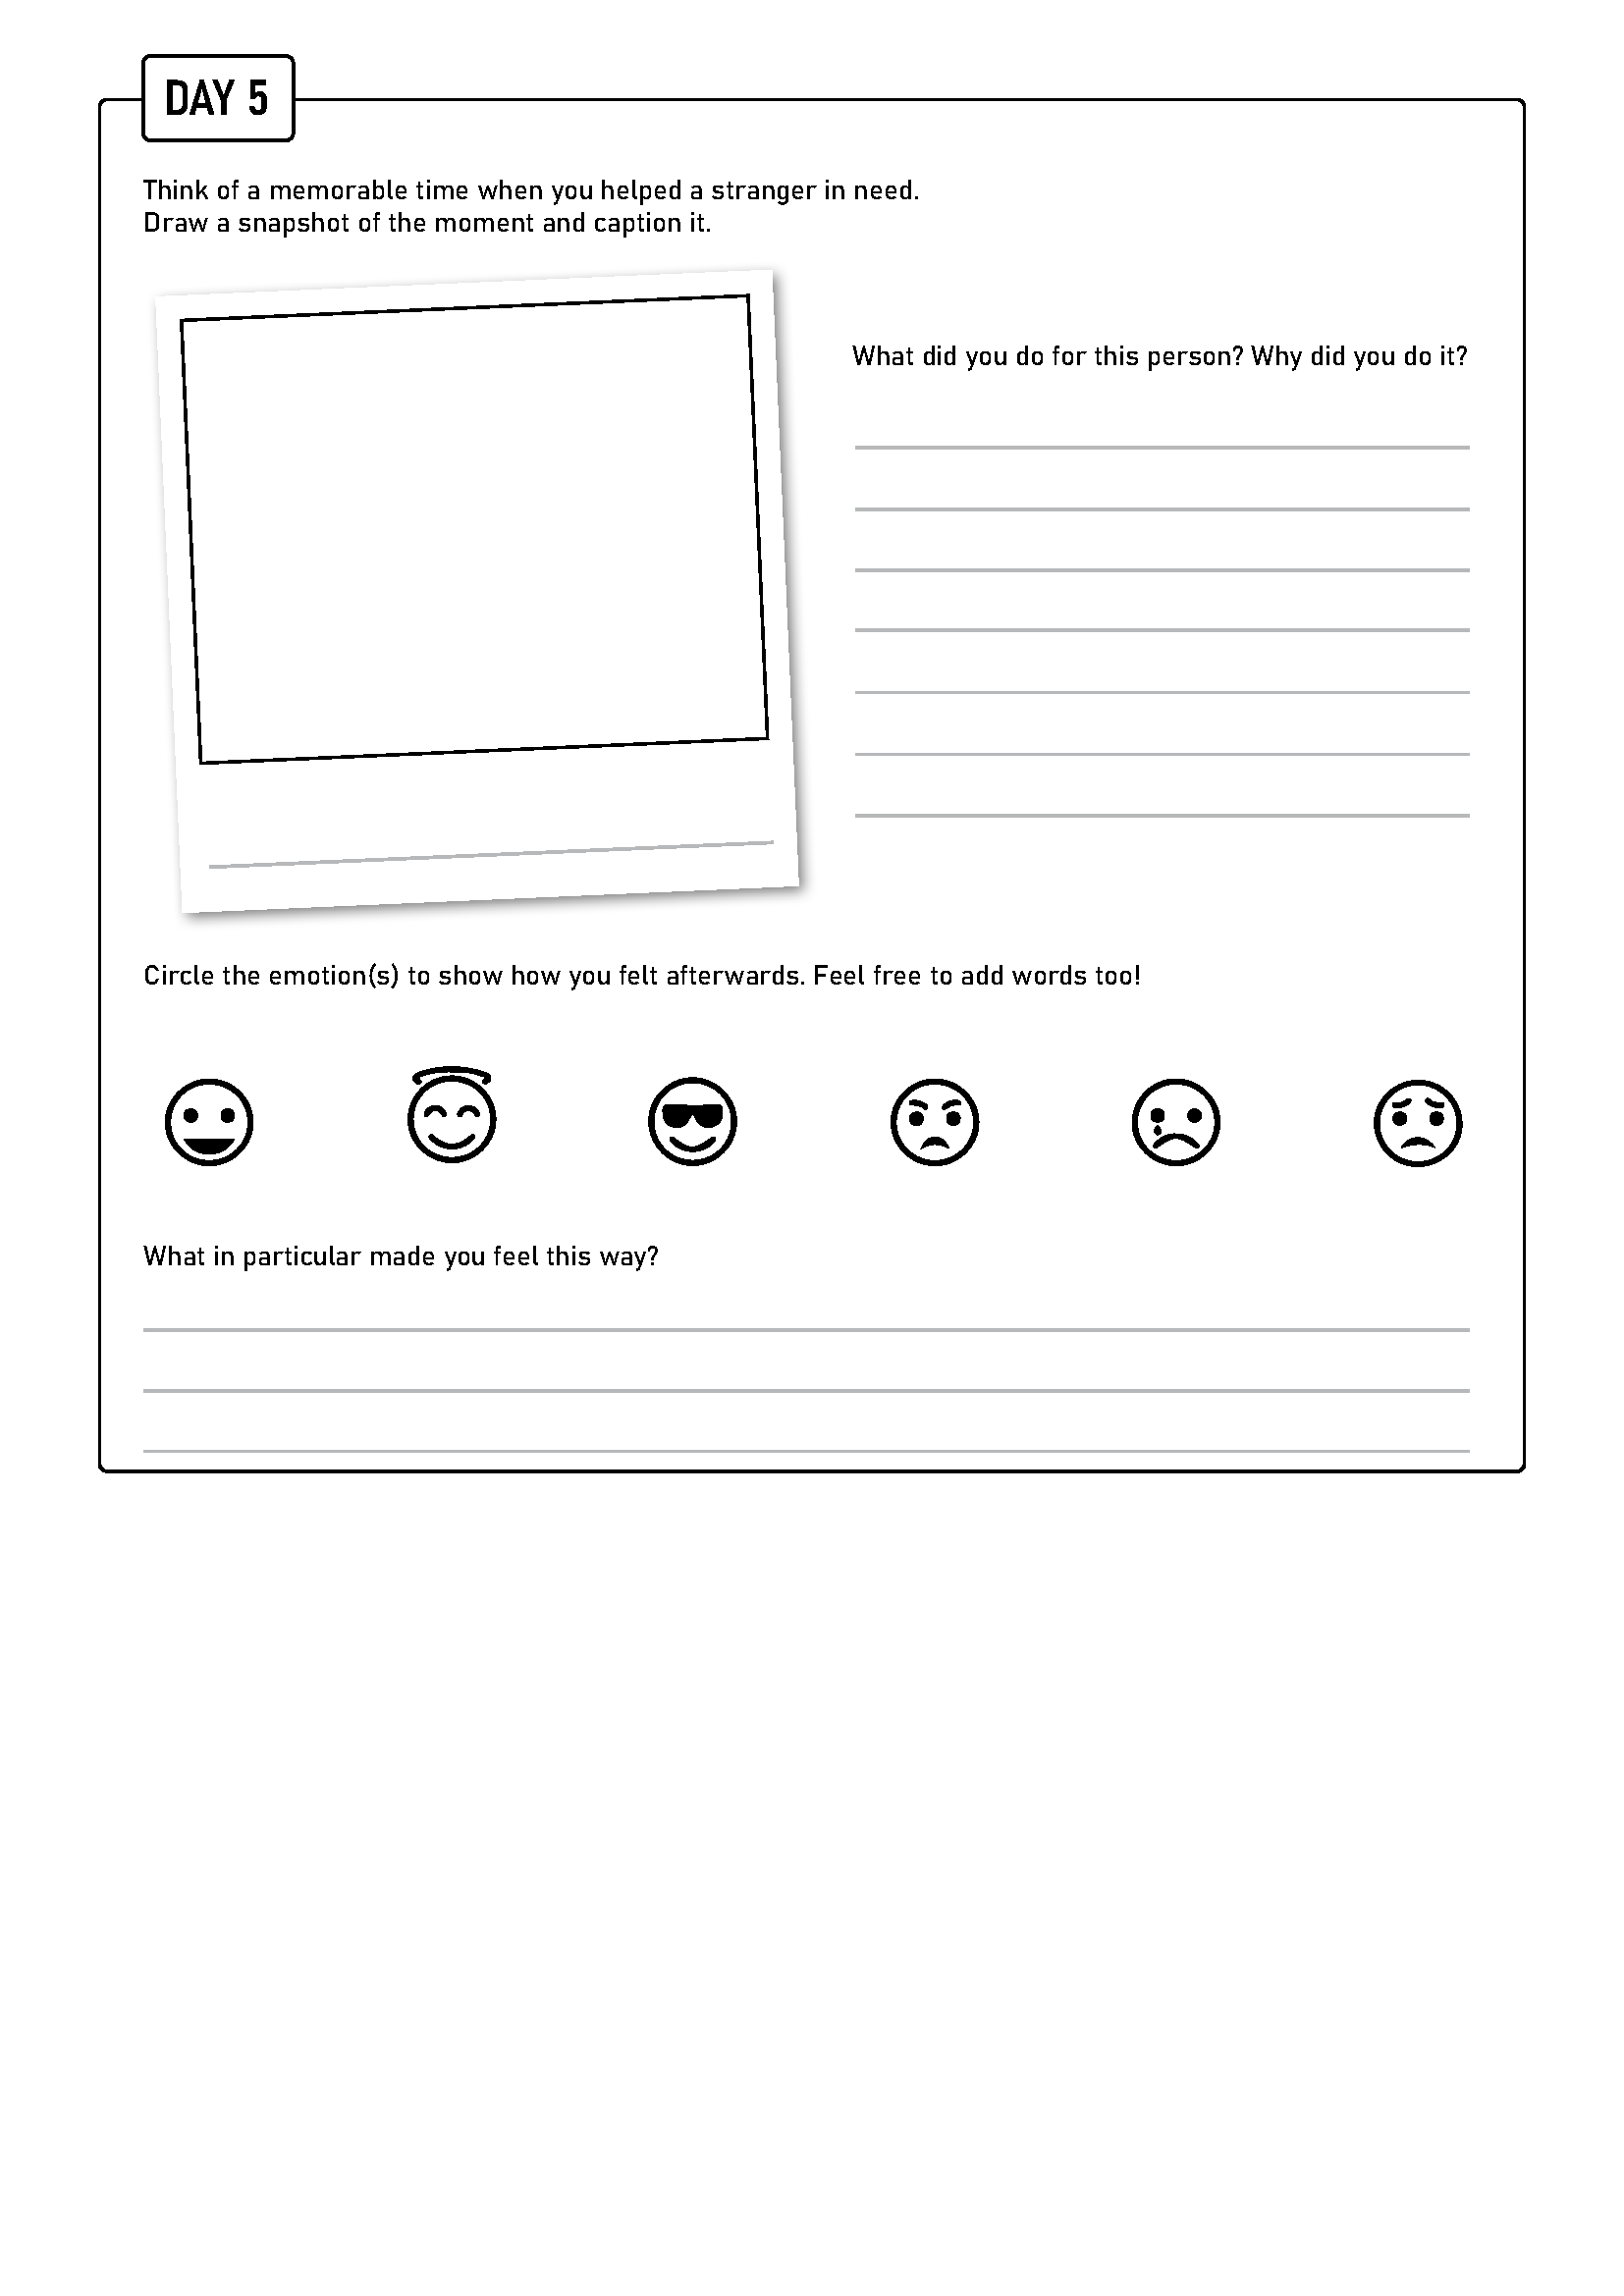 DAY 5
Think of a memorable time when you helped a stranger in need.
Draw a snapshot of the moment and caption it.
What did you do for this person? Why did you do it?
Circle the emotion(s) to show how you felt afterwards. Feel free to add words too!
What in particular made you feel this way?